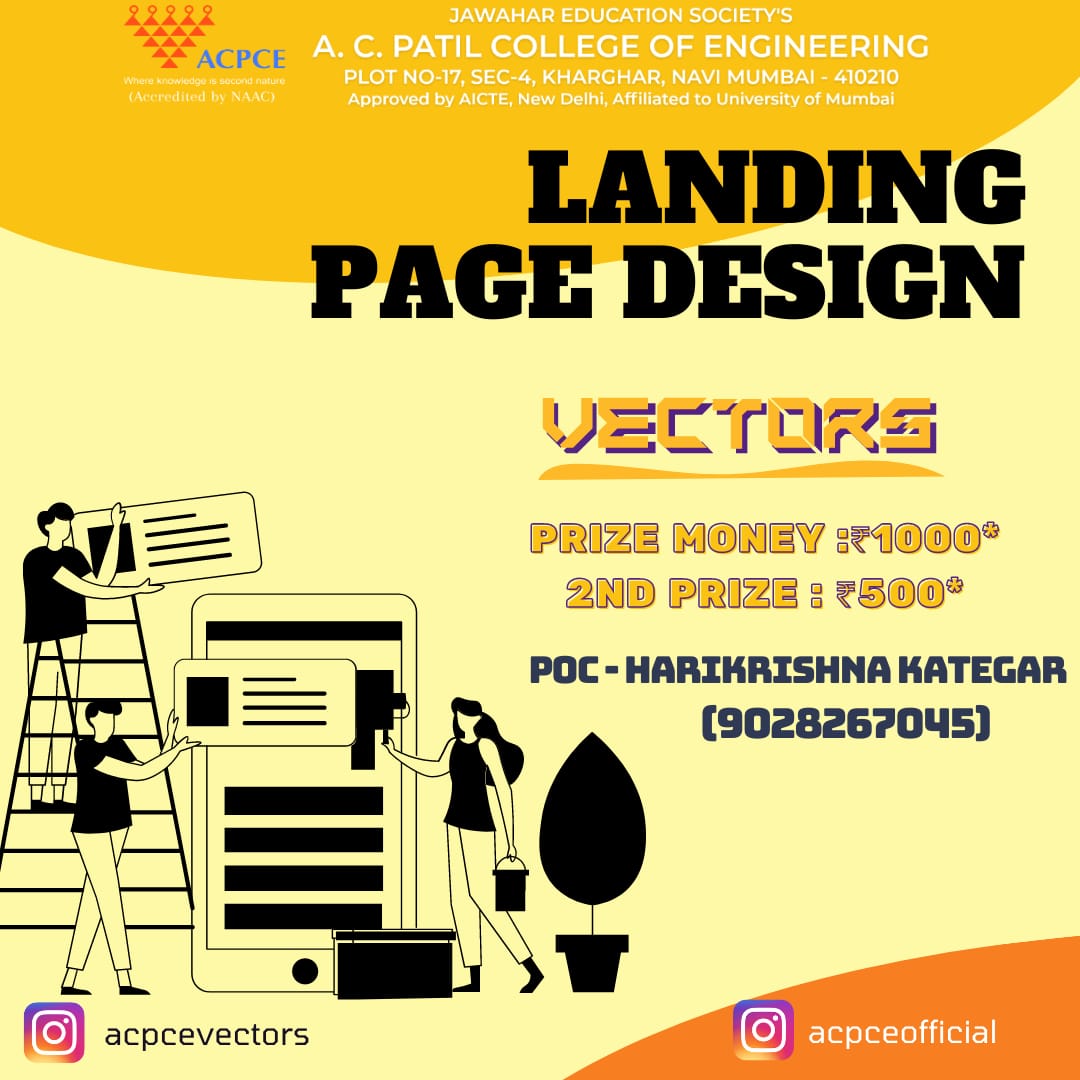 ACPCE
Where knowledge is second nature
(Accredited by NAAC)
JAWAHAR EDUCATION SOCIETY'S
A. C. PATIL COLLEGE OF ENGINEERING
PLOT NO-17, SEC-4, KHARGHAR, NAVI MUMBAI - 410210
Approved by AICTE, New Delhi, Affiliated to University of Mumbai
LANDING
PAGE DESIGN
VECTORS
PRIZE MONEY :₹1000*
2ND PRIZE : ₹500*
POC - HARIKRISHNA KATEGAR
(9028267045)
acpcevectors
acpceofficial